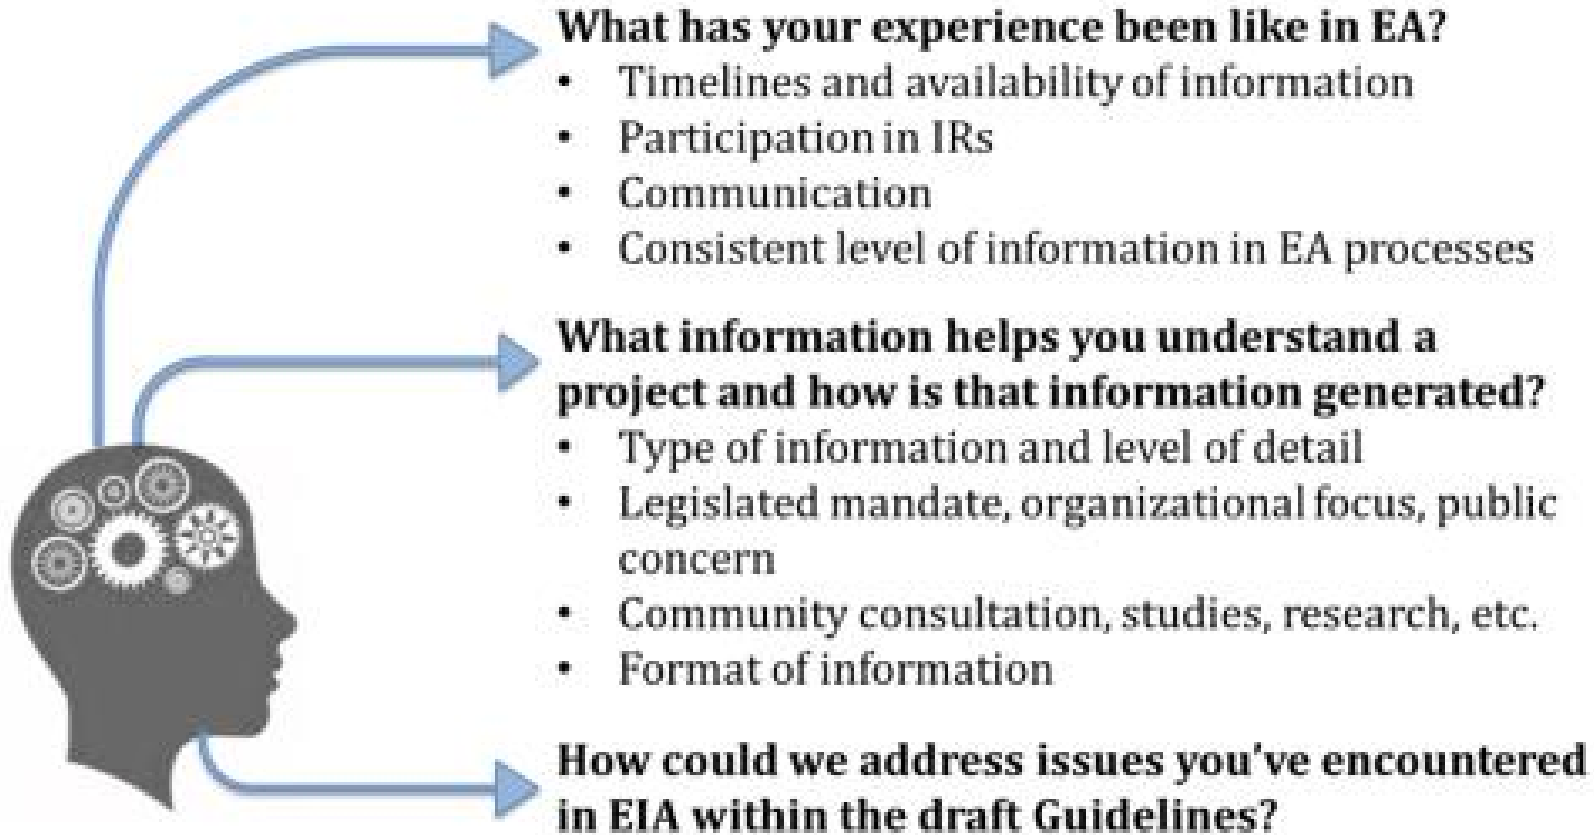 What has your experience been like in EA?
• Timelines and availability of information
• Participation in IRs
• Communication
• Consistent level of information in EA processes
What information helps you understand a
project and how is that information generated?
• Type of information and level of detail
• Legislated mandate, organizational focus, public
concern
• Community consultation, studies, research, etc.
• Format of information
How could we address issues you've encountered
in EIA within the draft Guidelines?